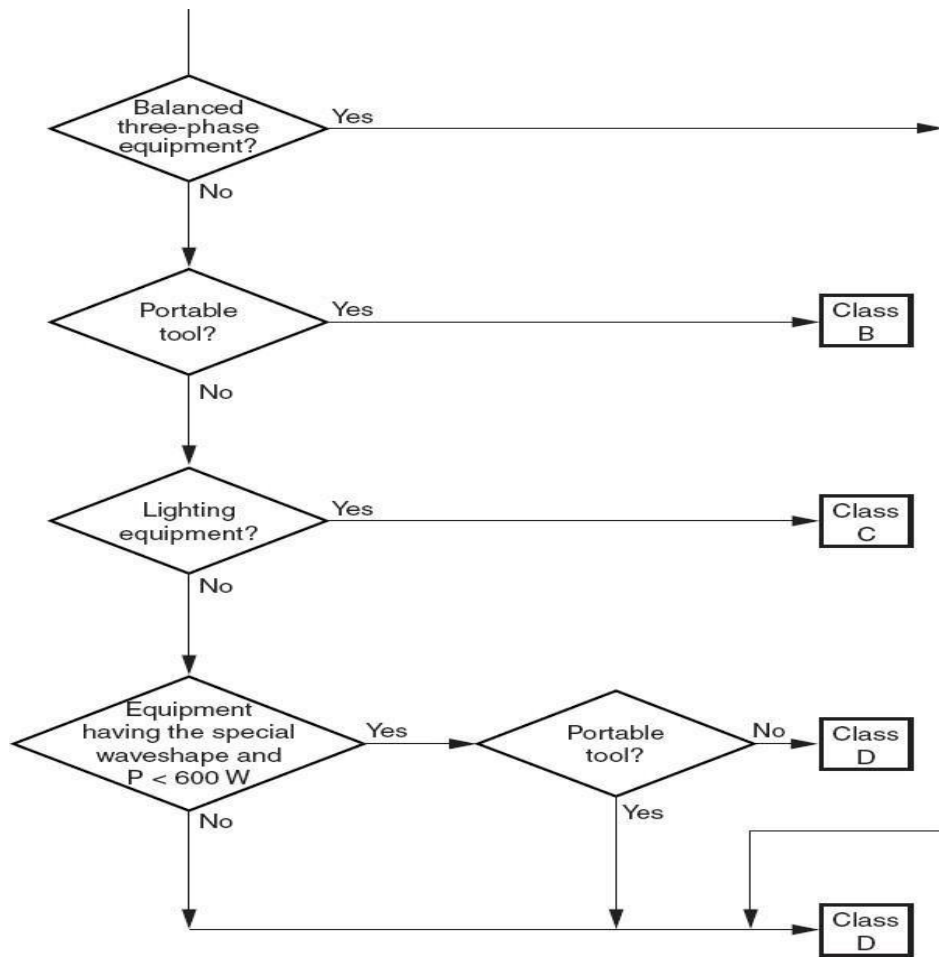 Balanced
three-phase
equipment?
Yes
No
Portable
tool?
Yes
Class
B
No
Lighting
equipment?
Yes
Class
C
No
Equipment
having the special
waveshape and
P < 600 W
Yes
Portable
tool?
No
Class
D
No
Yes
Class
D